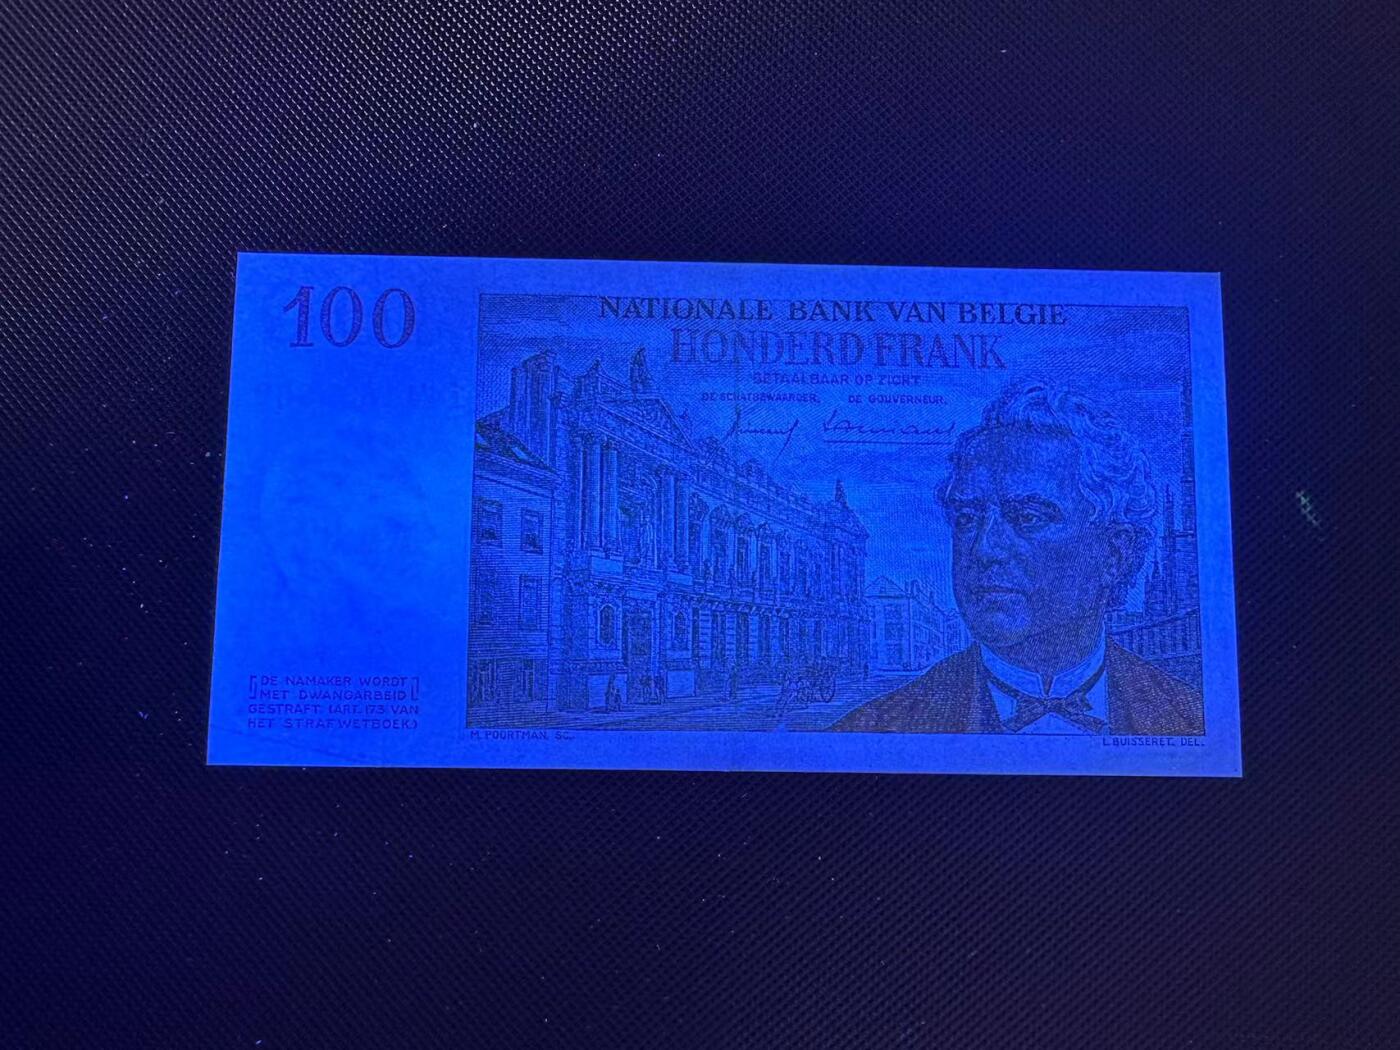 100
NATIONALE BANK VAN BELGIE
HONDERD FRANK
BETAALBAAR OP ZICHT
DE SCHATBEWAARDER, DE GOUVERNEUR,
[DE NAMAKER WORDT
MET DWANGARBEID]
GESTRAFT. (ART. 173 VAN
HET STRAFWETBOEK.)
M. POORTMAN. SC.
L. BUISSERET. DEL.